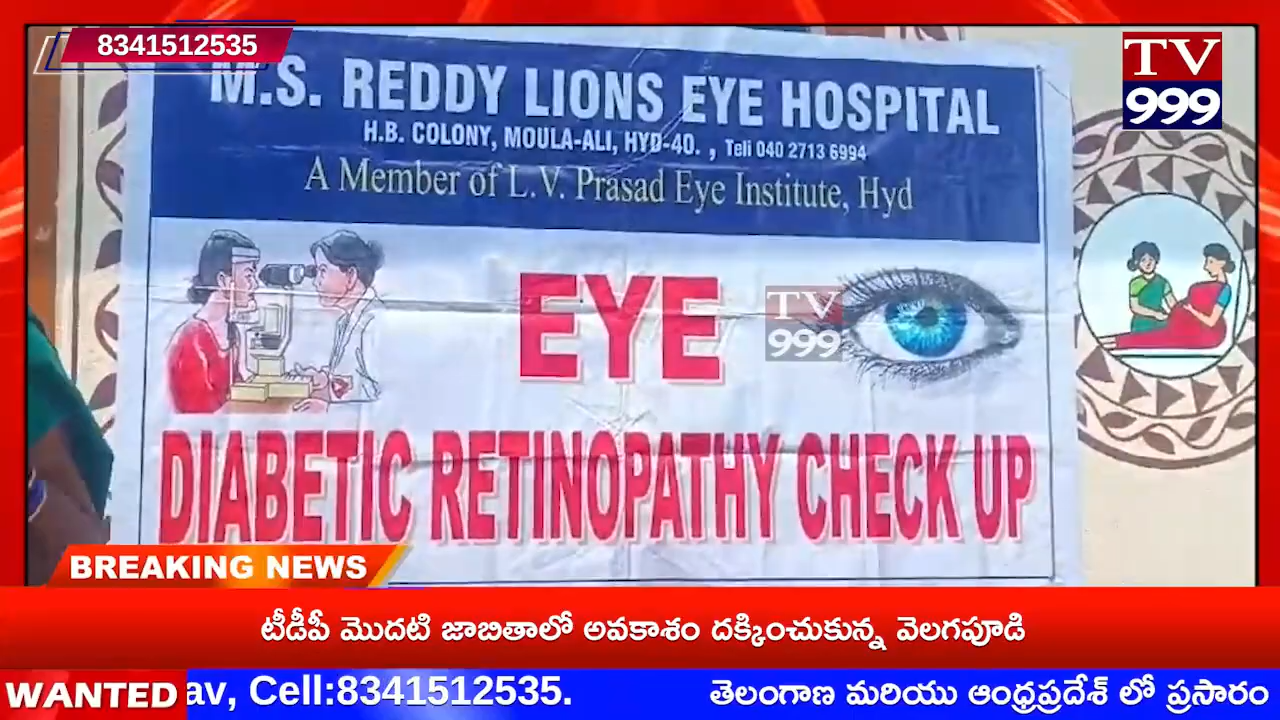 8341512535
TV
999
M.S. REDDY LIONS EYE HOSPITAL
H.B. COLONY, MOULA-ALI, HYD-40. , Teli 040 2713 6994
A Member of L.V. Prasad Eye Institute, Hyd
EYE
TV
999
DIABETIC RETINOPATHY CHECK UP
BREAKING NEWS
టీడీపీ మొదటి జాబితాలో అవకాశం దక్కించుకున్న వెలగపూడి
WANTED av, Cell:8341512535. తెలంగాణ మరియు ఆంధ్రప్రదేశ్ లో ప్రసారం